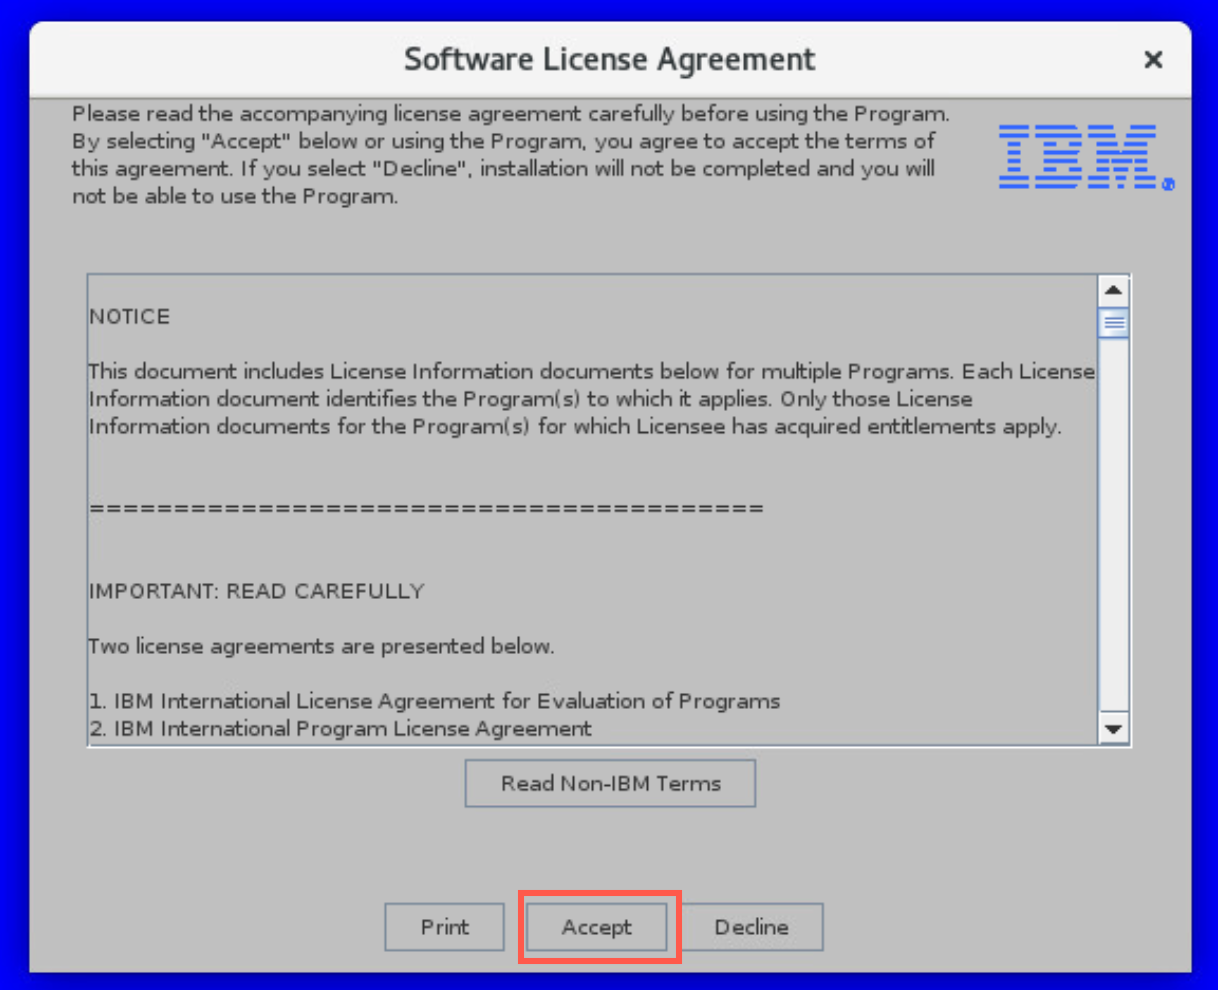 Software License Agreement
Please read the accompanying license agreement carefully before using the Program.
By selecting "Accept" below or using the Program, you agree to accept the terms of
this agreement. If you select "Decline", installation will not be completed and you will
not be able to use the Program.
IBM
NOTICE
This document includes License Information documents below for multiple Programs. Each License
Information document identifies the Program(s) to which it applies. Only those License
Information documents for the Program(s) for which Licensee has acquired entitlements apply.
========================================
IMPORTANT: READ CAREFULLY
Two license agreements are presented below.
1. IBM International License Agreement for Evaluation of Programs
2. IBM International Program License Agreement
Read Non-IBM Terms
Print
Accept
Decline